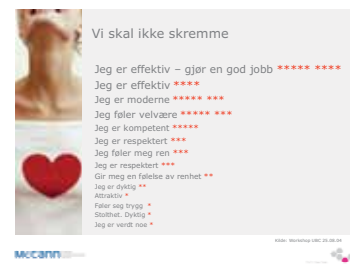 Vi skal ikke skremme
Jeg er effektiv – gjør en god jobb ***** ****
Jeg er effektiv ****
Jeg er moderne ***** ***
Jeg føler velvære ***** ***
Jeg er kompetent *****
Jeg er respektert ***
Jeg føler meg ren ***
Jeg er respektert ***
Gir meg en følelse av renhet **
Jeg er dyktig **
Attraktiv *
Føler seg trygg *
Stolthet. Dyktig *
Jeg er verdt noe *
Kilde: Workshop UBC 25.08.04
McCann